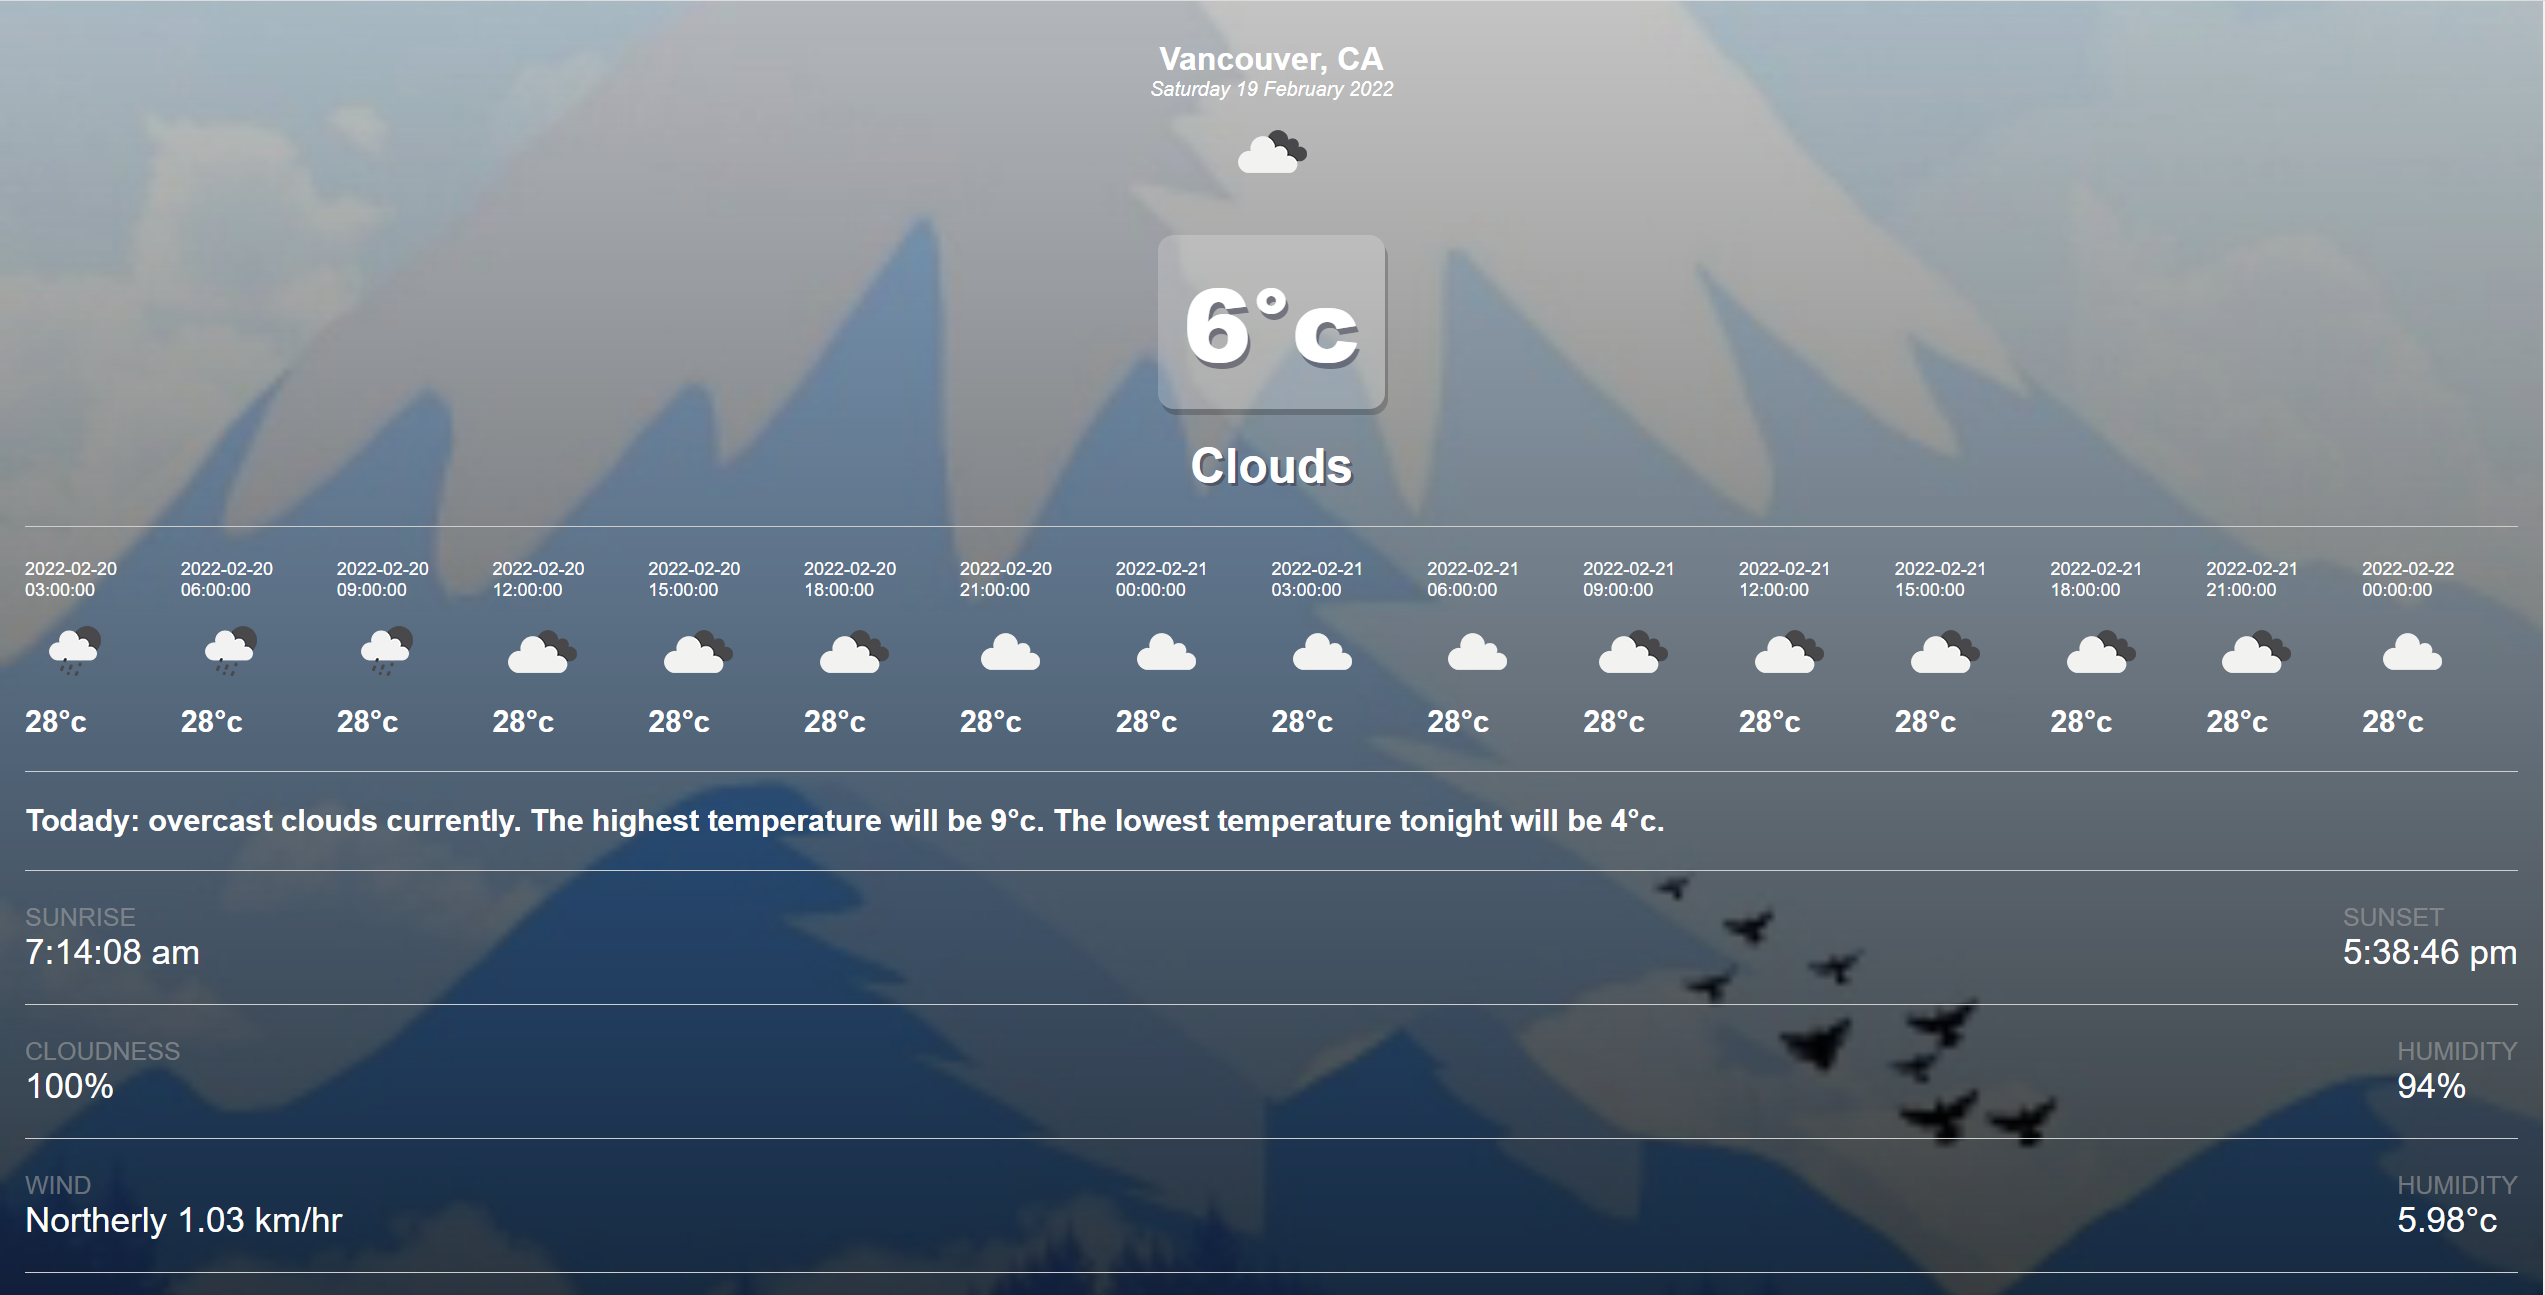 Vancouver, CA
Saturday 19 February 2022
6°c
Clouds
2022-02-20 2022-02-20 2022-02-20 2022-02-20 2022-02-20 2022-02-20 2022-02-20 2022-02-21 2022-02-21 2022-02-21 2022-02-21 2022-02-21 2022-02-21 2022-02-21 2022-02-21 2022-02-22
03:00:00 06:00:00 09:00:00 12:00:00 15:00:00 18:00:00 21:00:00 00:00:00 03:00:00 06:00:00 09:00:00 12:00:00 15:00:00 18:00:00 21:00:00 00:00:00
28°c 28°c 28°c 28°c 28°c 28°c 28°c 28°c 28°c 28°c 28°c 28°c 28°c 28°c 28°c 28°c
Todady: overcast clouds currently. The highest temperature will be 9°c. The lowest temperature tonight will be 4°c.
SUNRISE SUNSET
7:14:08 am 5:38:46 pm
CLOUDNESS HUMIDITY
100% 94%
WIND HUMIDITY
Northerly 1.03 km/hr 5.98°c